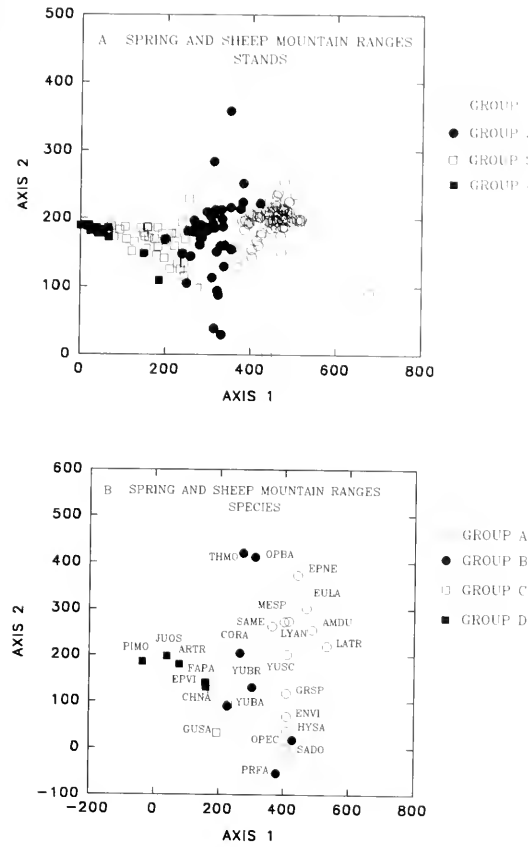 500
400
300
200
100
0
A SPRING AND SHEEP MOUNTAIN RANGES
STANDS
GROUP
GROUP
GROUP
GROUP
AXIS 2
0 200 400 600 800
AXIS 1
600
500
400
300
200
100
0
-100
B SPRING AND SHEEP MOUNTAIN RANGES
SPECIES
GROUP A
GROUP B
GROUP C
GROUP D
THMO
OPBA
EPNE
EULA
MESP
SAME
AMDU
LYAN
LATR
CORA
JUOS
ARTR
PIMO
FAPA
YUSC
EPVI
YUBR
CHNA
YUBA
GRSP
GUSA
ENVI
HYSA
OPEC
SADO
PRFA
AXIS 2
-200 0 200 400 600 800
AXIS 1